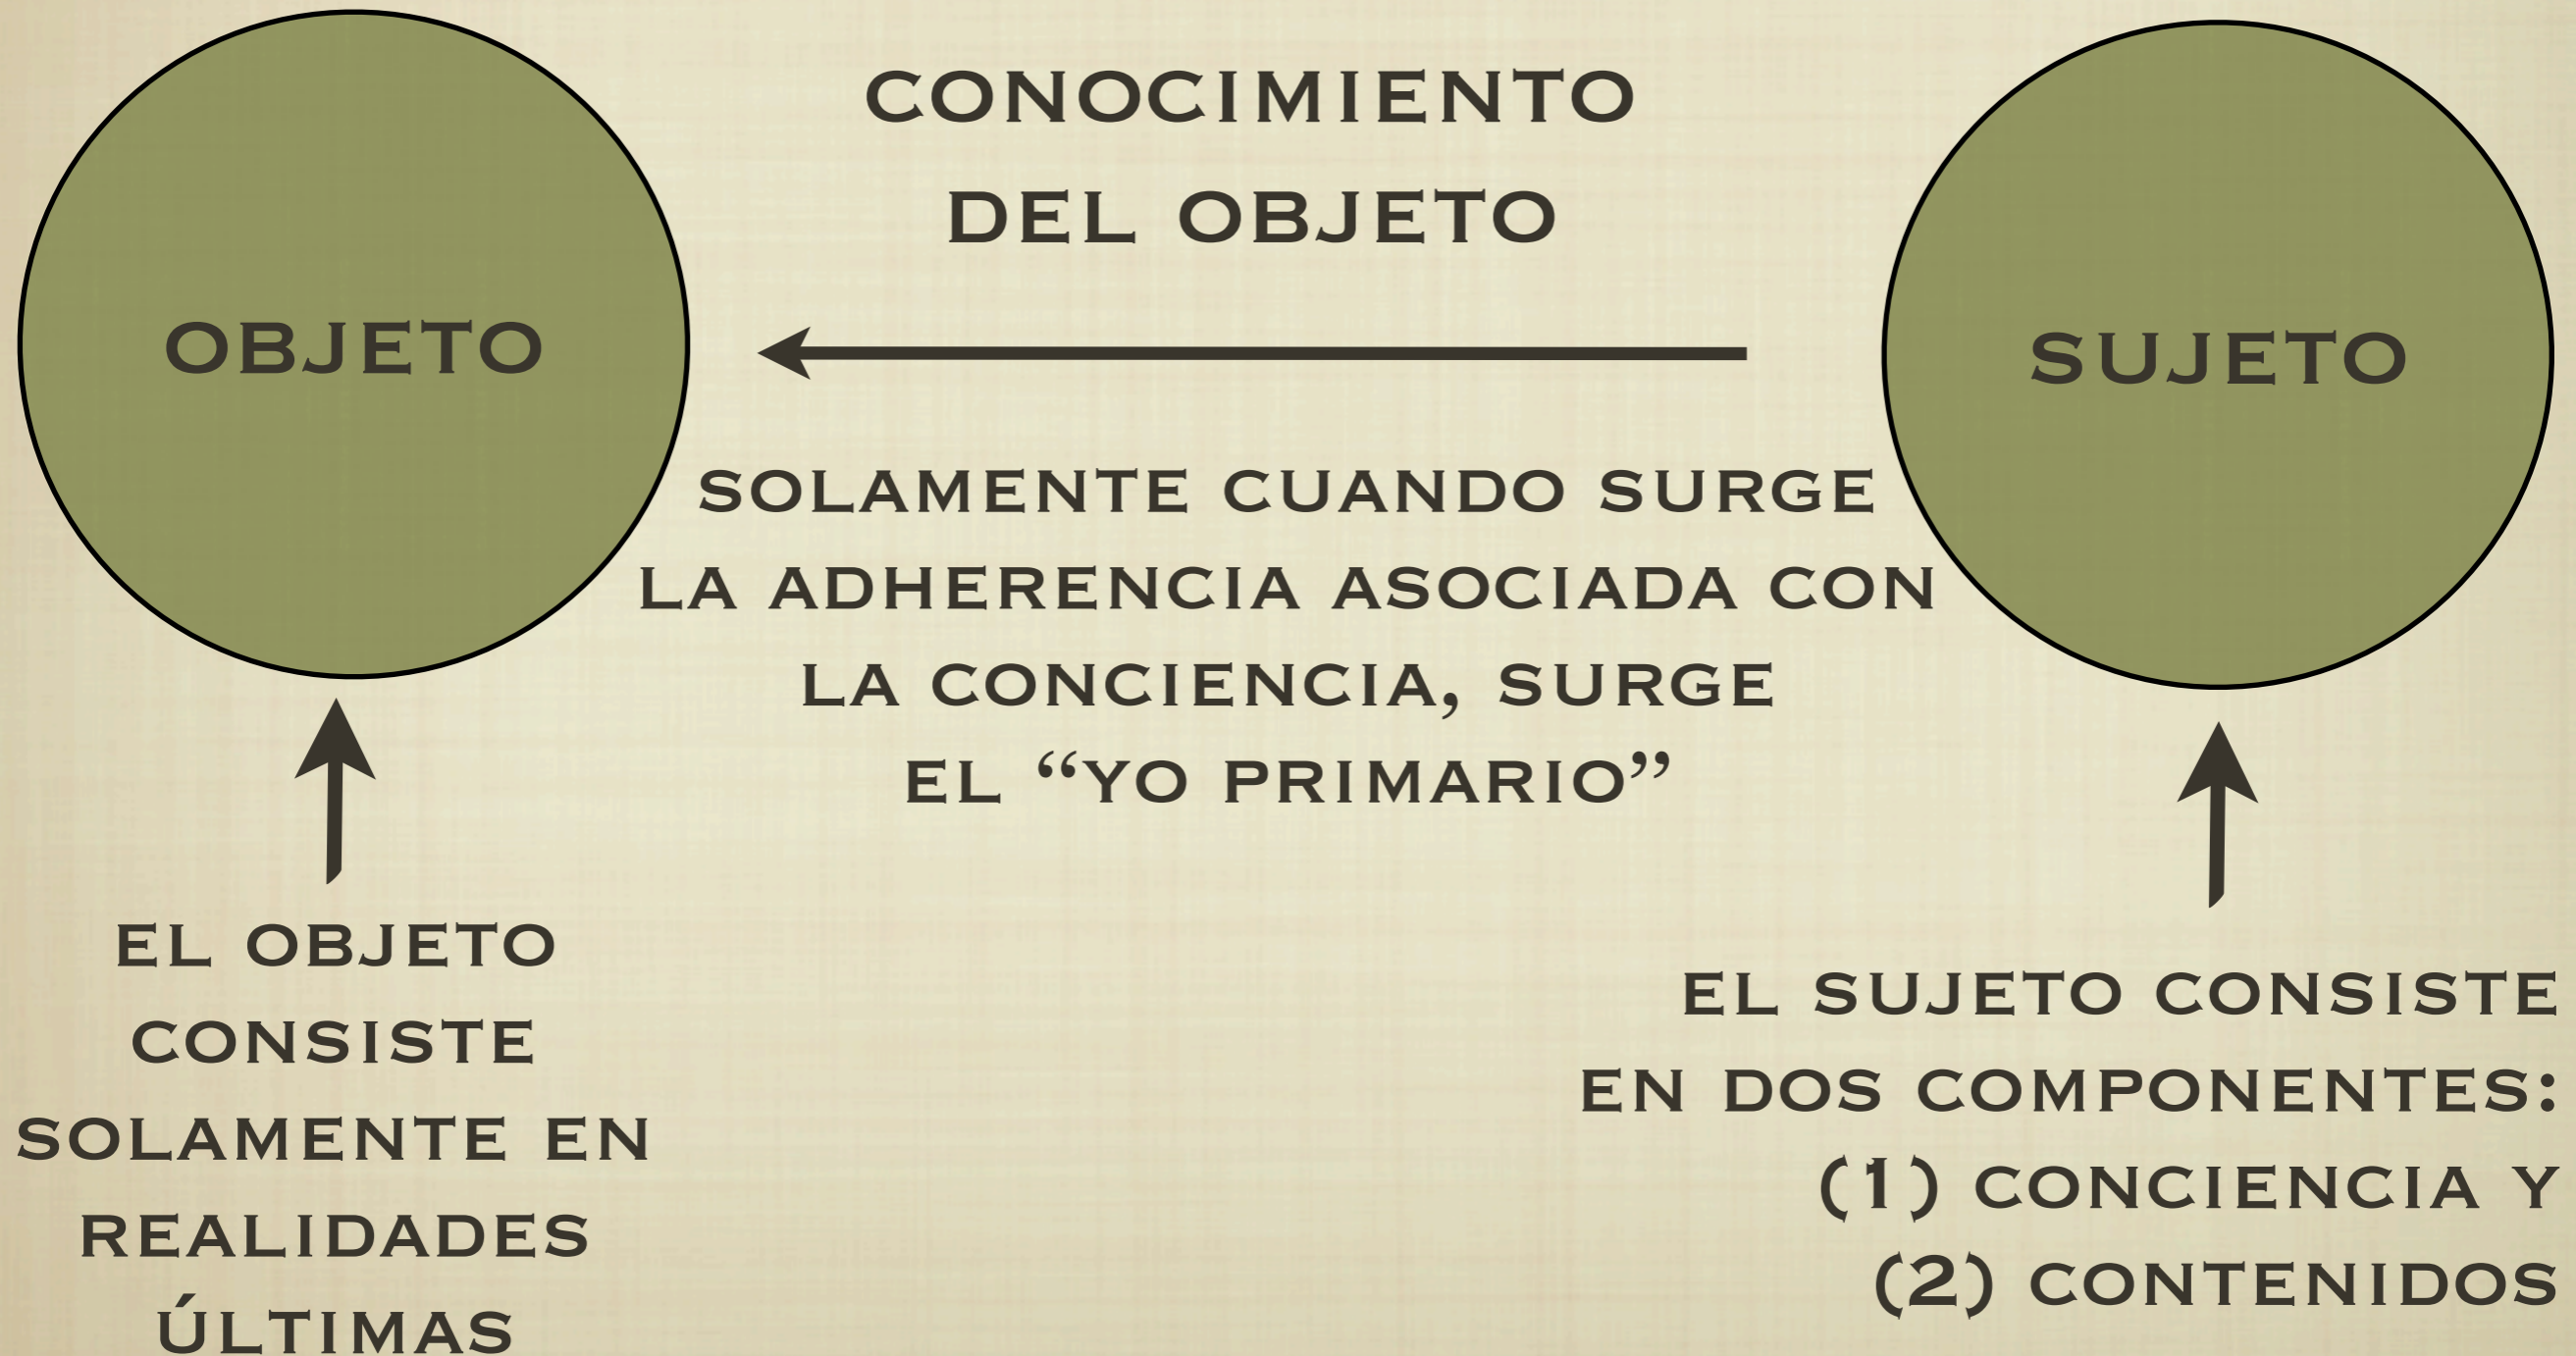 OBJETO
CONOCIMIENTO
DEL OBJETO
SUJETO
SOLAMENTE CUANDO SURGE
LA ADHERENCIA ASOCIADA CON
LA CONCIENCIA, SURGE
EL “YO PRIMARIO”
EL OBJETO
CONSISTE
SOLAMENTE EN
REALIDADES
ÚLTIMAS
EL SUJETO CONSISTE
EN DOS COMPONENTES:
(1) CONCIENCIA Y
(2) CONTENIDOS